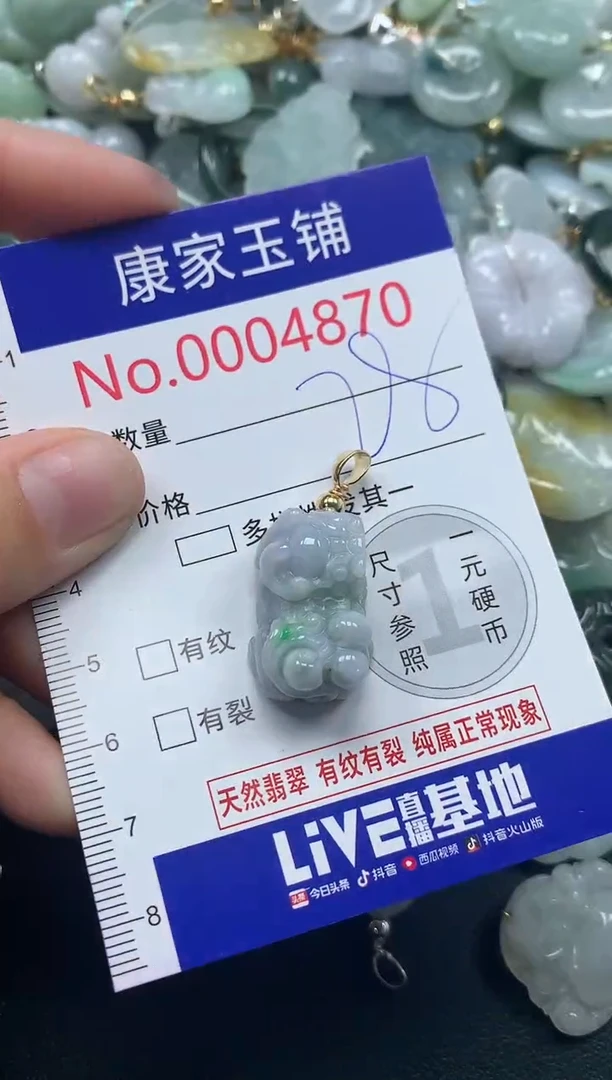 康家玉铺
No.0004870
数量
价格
多
其一
一元硬币
尺寸参照
1
有纹
有裂
天然翡翠 有纹有裂 纯属正常现象
LiVE直播基地
头条 今日头条 抖音 西瓜视频 抖音火山版
1
4
5
6
7
8